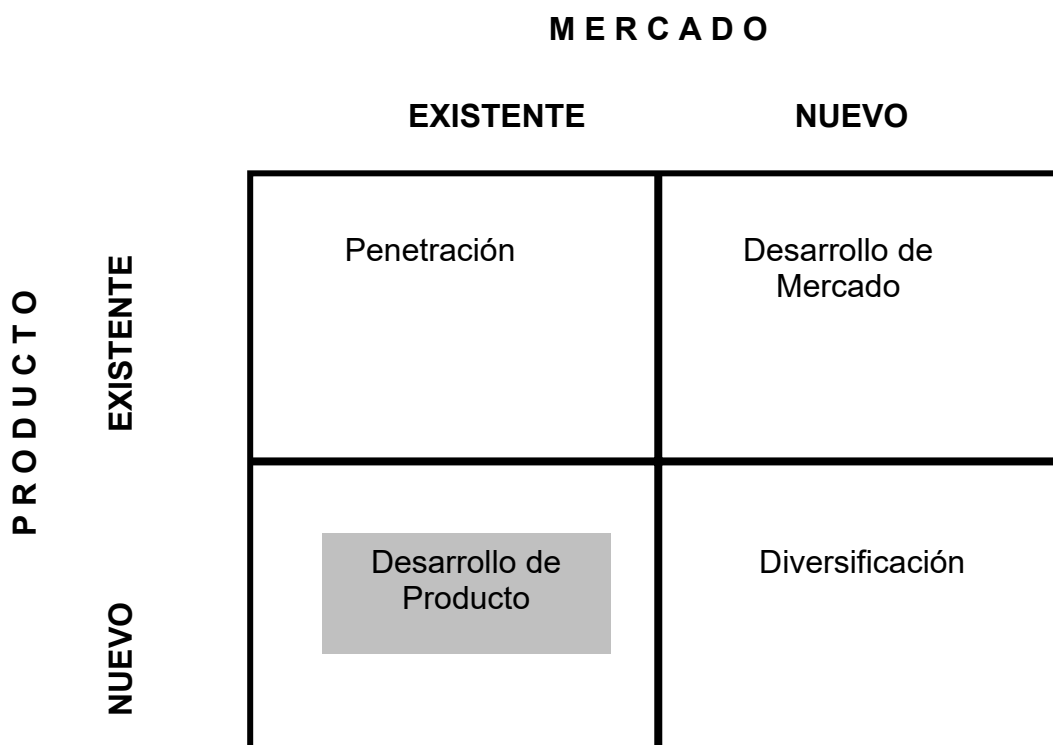 M E R C A D O
EXISTENTE NUEVO
P R O D U C T O
EXISTENTE
Penetración
Desarrollo de
Mercado
NUEVO
Desarrollo de
Producto
Diversificación